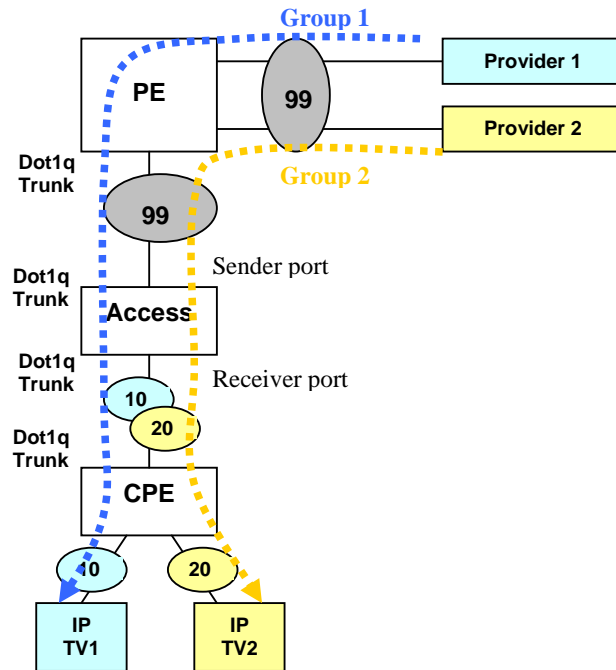 Group 1
PE
99
Provider 1
Provider 2
Group 2
Dot1q
Trunk
99
Sender port
Dot1q
Trunk
Access
Dot1q
Trunk
Receiver port
10
20
Dot1q
Trunk
CPE
10
20
IP
TV1
IP
TV2